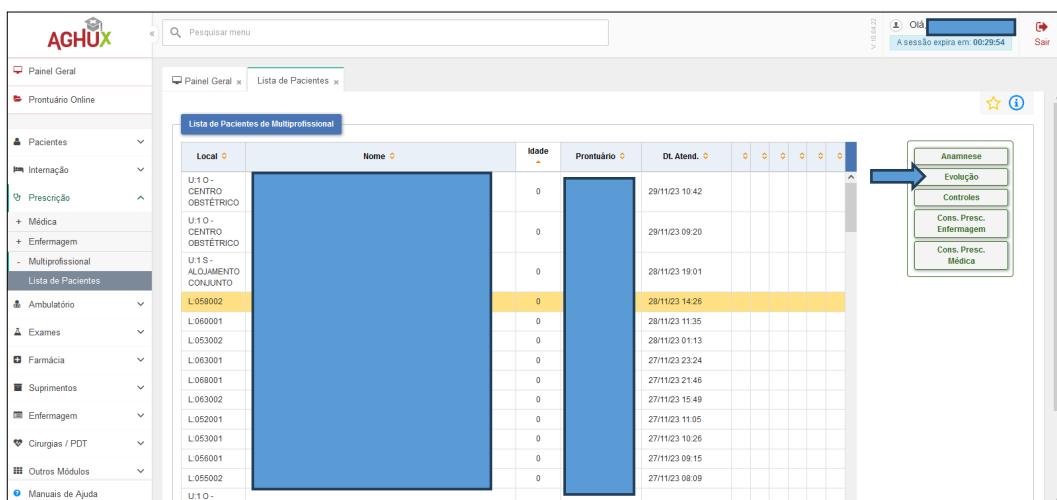 AGHUX
«
Pesquisar menu
V. 10.04.22
Olá,
A sessão expira em: 00:29:54
Sair
Painel Geral
Prontuário Online
Pacientes
Internação
Prescrição
+ Médica
+ Enfermagem
- Multiprofissional
Lista de Pacientes
Ambulatório
Exames
Farmácia
Suprimentos
Enfermagem
Cirurgias / PDT
Outros Módulos
Manuais de Ajuda
Painel Geral x Lista de Pacientes x
Lista de Pacientes de Multiprofissional
Local Nome Idade Prontuário Dt. Atend.
U:1 O -
CENTRO
OBSTÉTRICO 0 29/11/23 10:42
U:1 O -
CENTRO
OBSTÉTRICO 0 29/11/23 09:20
U:1 S -
ALOJAMENTO
CONJUNTO 0 28/11/23 19:01
L:058002 0 28/11/23 14:26
L:060001 0 28/11/23 11:35
L:053002 0 28/11/23 01:13
L:063001 0 27/11/23 23:24
L:068001 0 27/11/23 21:46
L:063002 0 27/11/23 15:49
L:052001 0 27/11/23 11:05
L:053001 0 27/11/23 10:26
L:056001 0 27/11/23 09:15
L:055002 0 27/11/23 08:09
U:1 O -
Anamnese
Evolução
Controles
Cons. Presc.
Enfermagem
Cons. Presc.
Médica